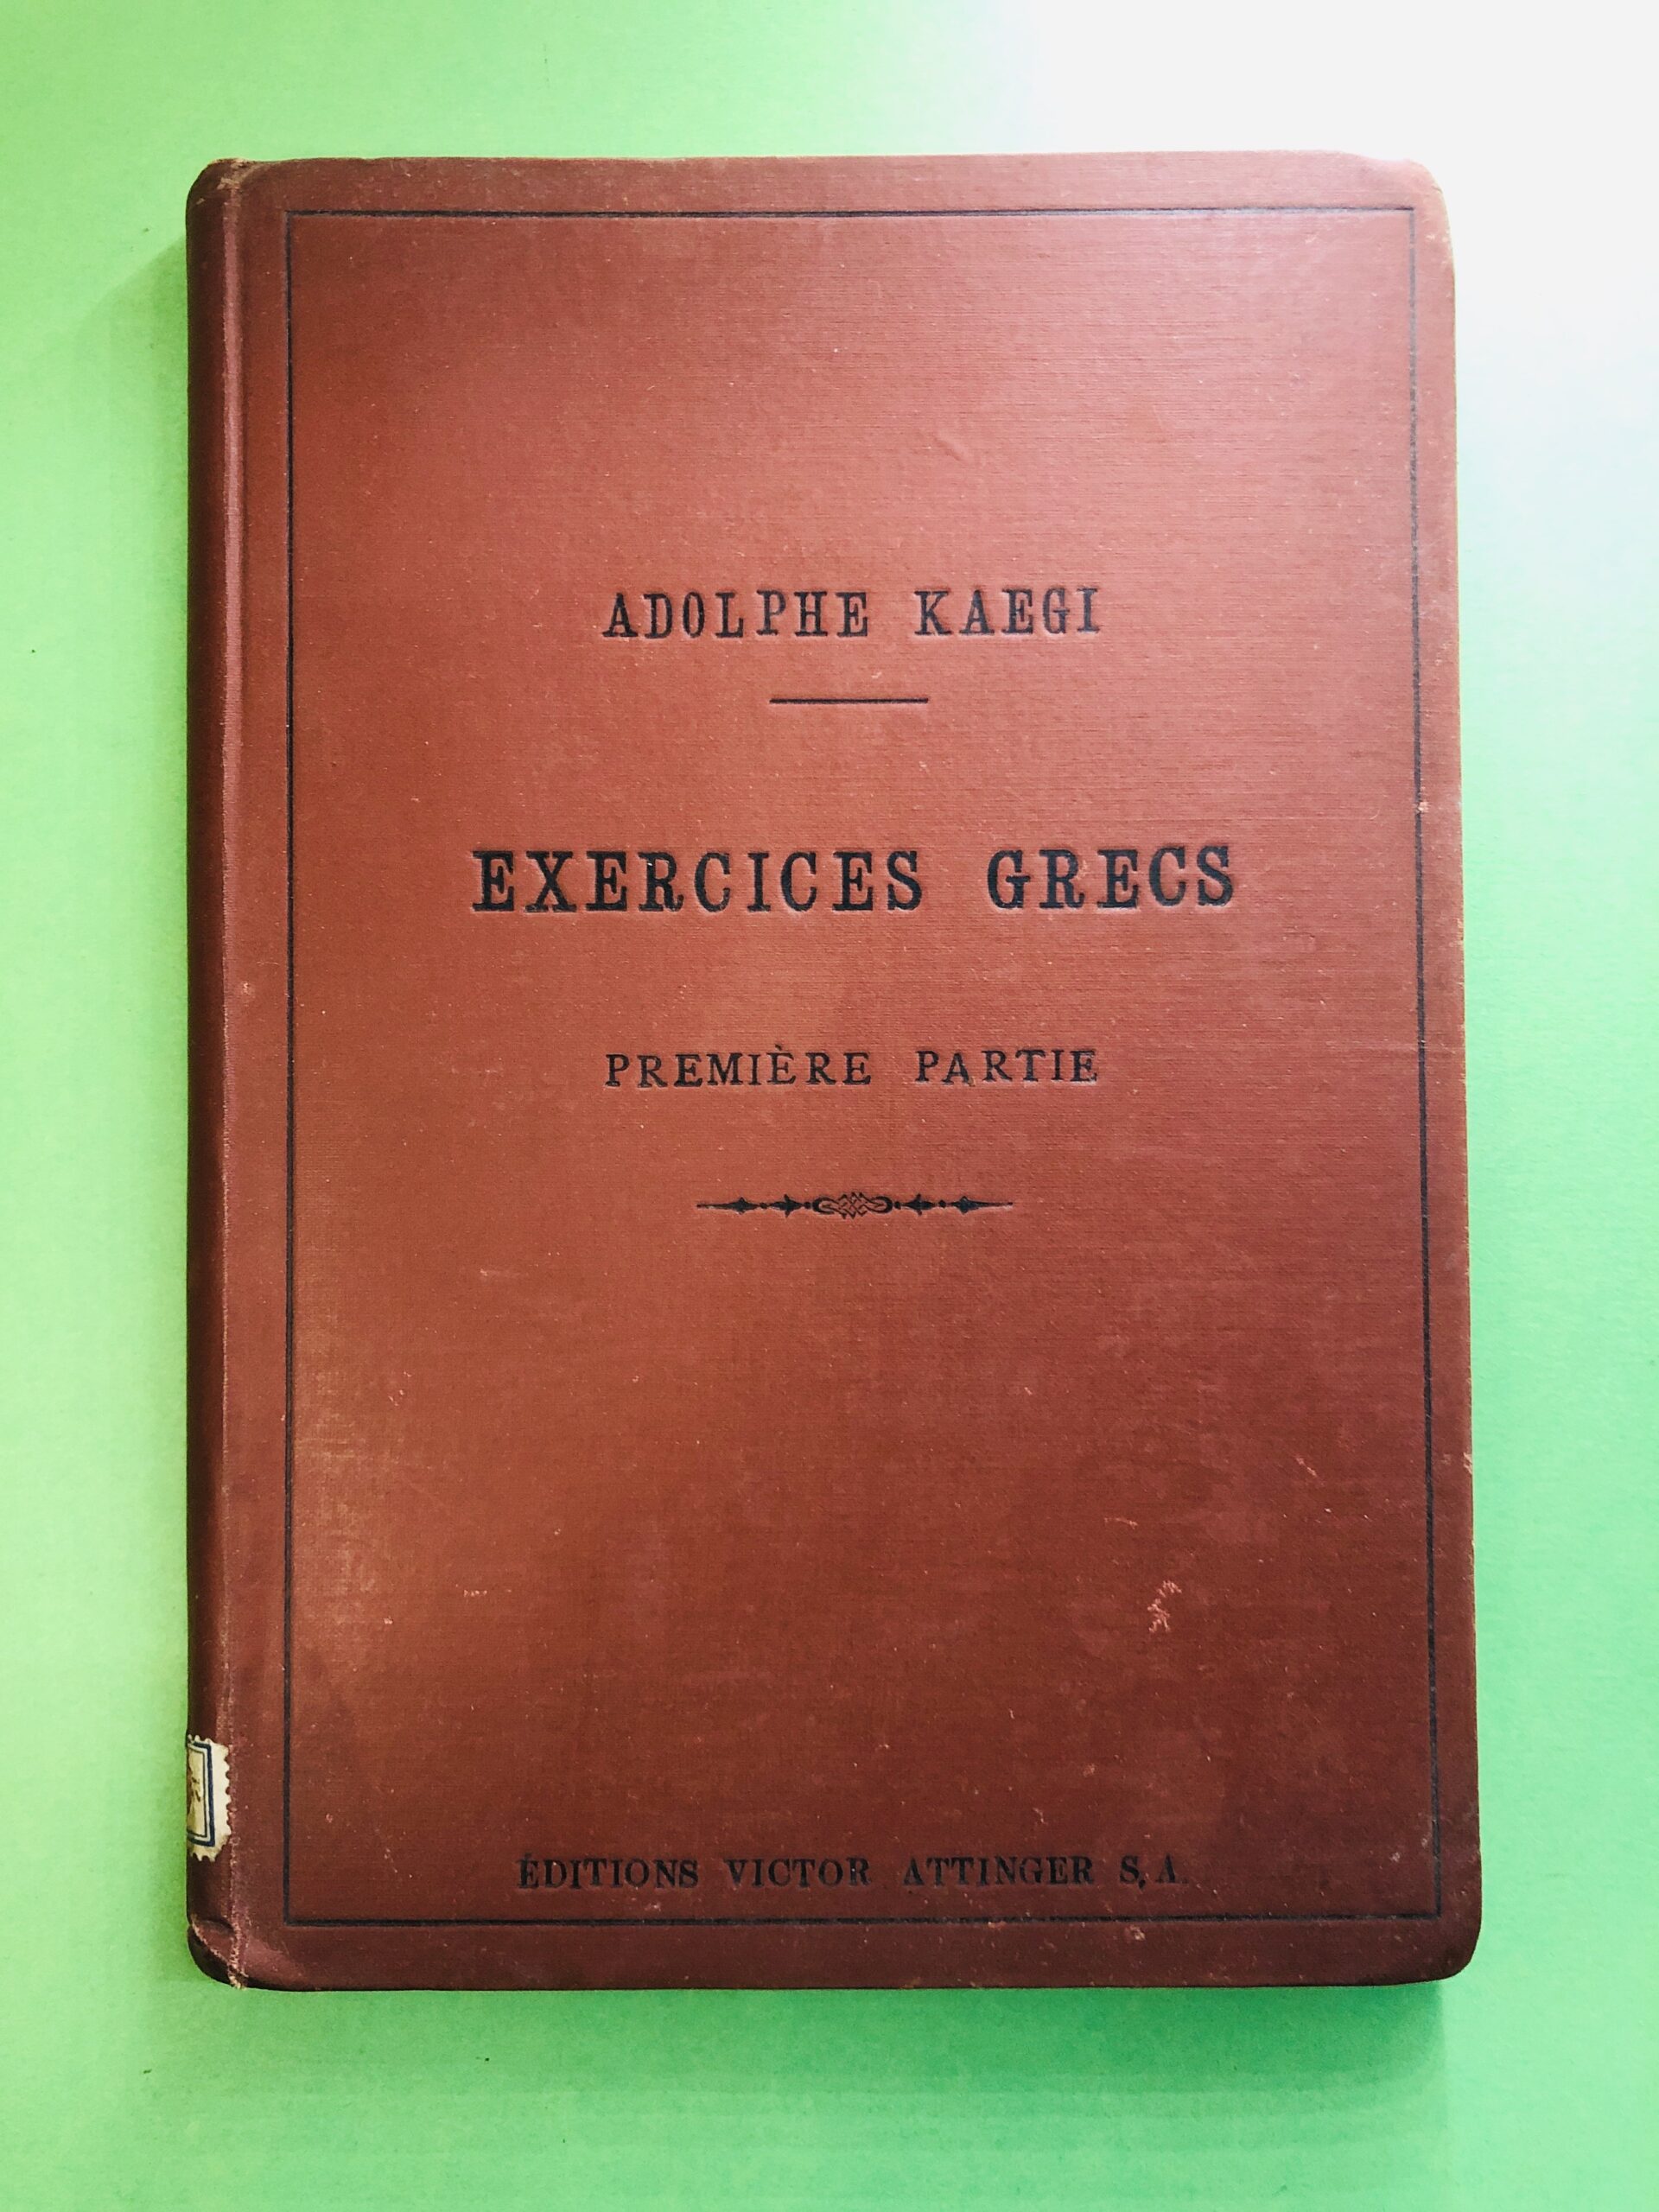 ADOLPHE KAEGI
EXERCICES GRECS
PREMIÈRE PARTIE
ÉDITIONS VICTOR ATTINGER S. A.